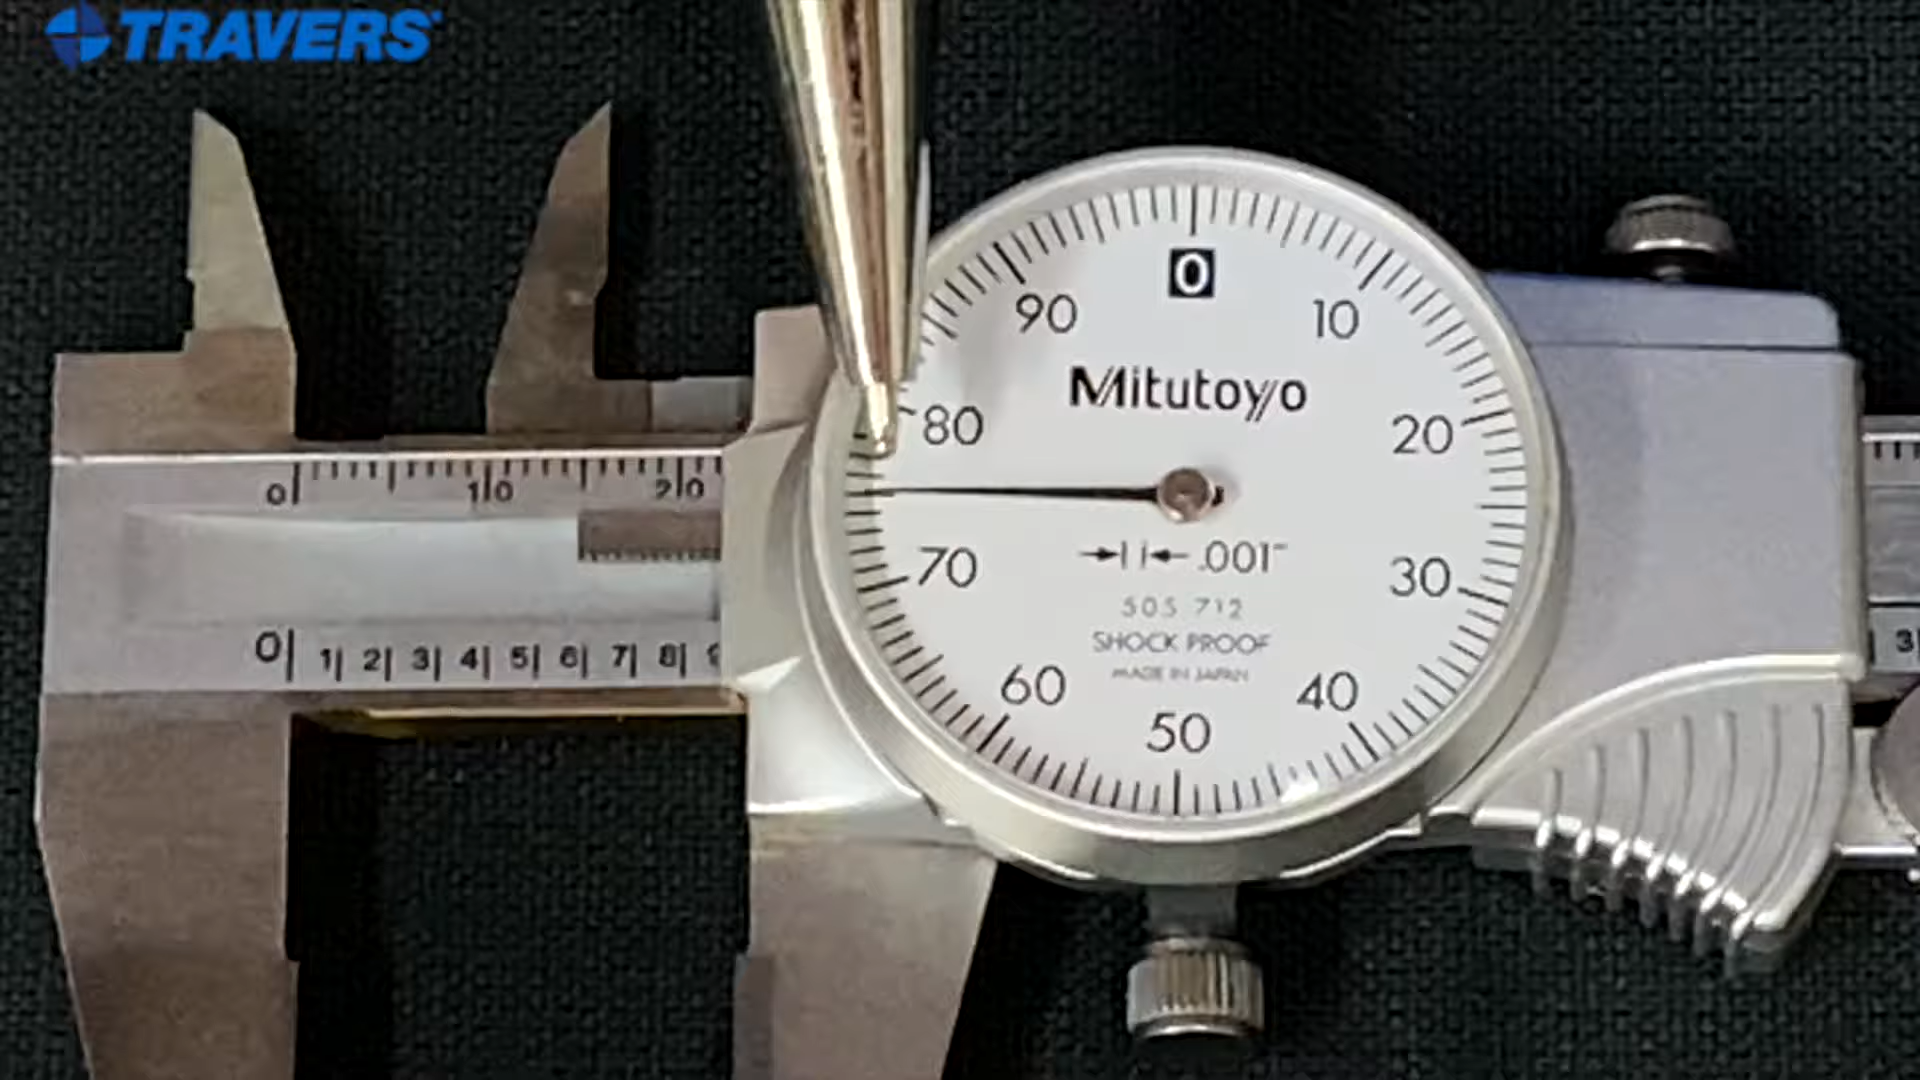 TRAVERS
0
90 10
Mitutoyo
80 20
0 10 20
.001"
70 30
505 712
SHOCK PROOF
MADE IN JAPAN
0 1 2 3 4 5 6 7 8 3
60 40
50